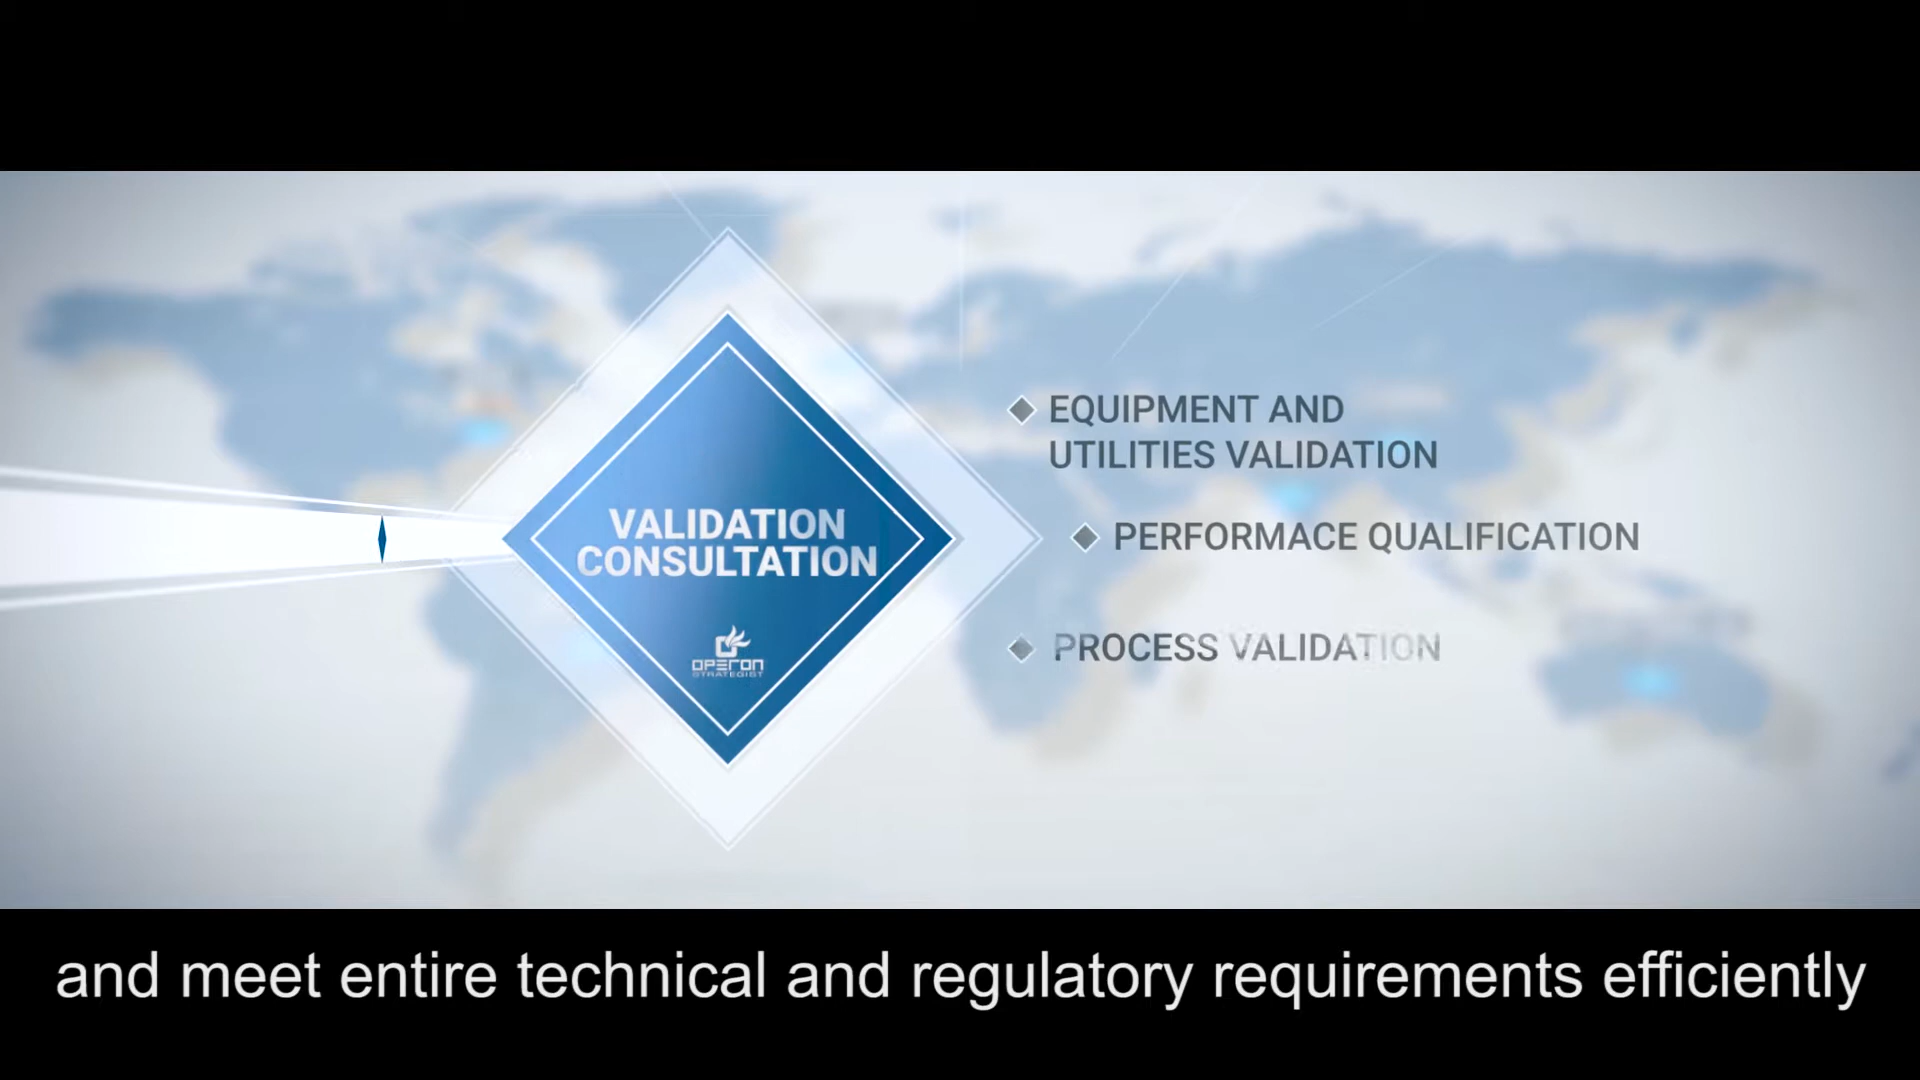 VALIDATION
CONSULTATION
OPERON
STRATEGIST
EQUIPMENT AND
UTILITIES VALIDATION
PERFORMACE QUALIFICATION
PROCESS VALIDATION
and meet entire technical and regulatory requirements efficiently